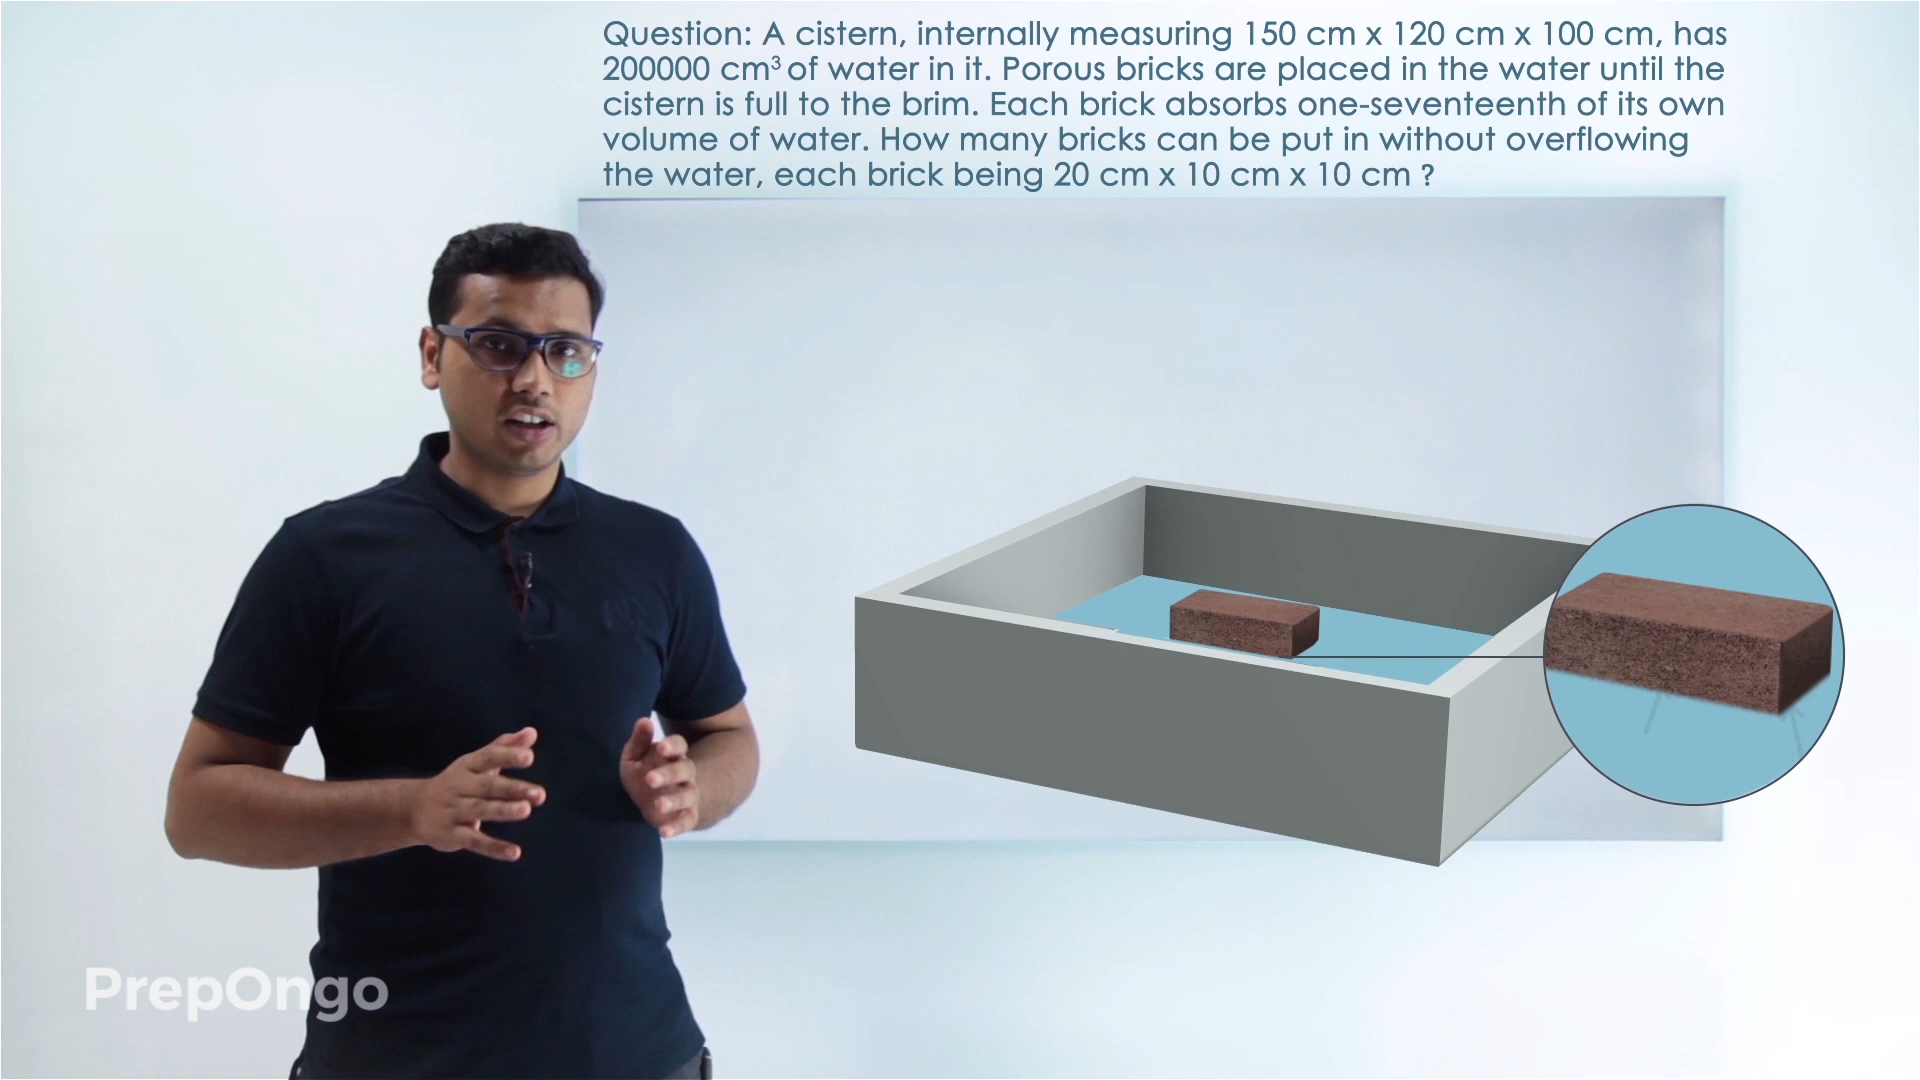 Question: A cistern, internally measuring 150 cm x 120 cm x 100 cm, has
200000 cm³ of water in it. Porous bricks are placed in the water until the
cistern is full to the brim. Each brick absorbs one-seventeenth of its own
volume of water. How many bricks can be put in without overflowing
the water, each brick being 20 cm x 10 cm x 10 cm ?
PrepOngo